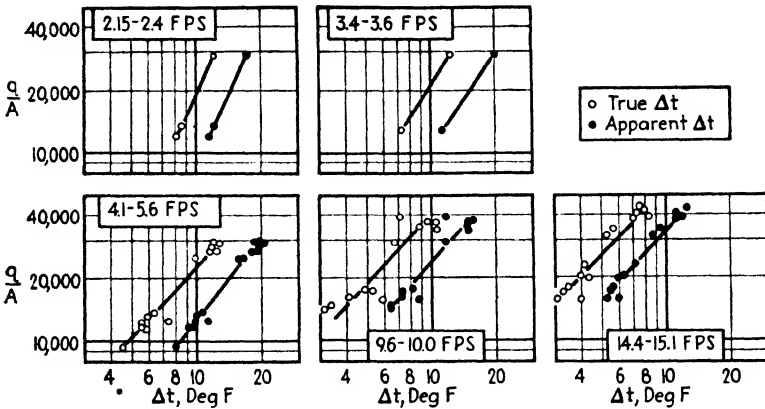 2.15-2.4 FPS
3.4-3.6 FPS
40,000
q/A
20,000
10,000
○ True Δt
● Apparent Δt
4.1-5.6 FPS
40,000
q/A
20,000
10,000
9.6-10.0 FPS
14.4-15.1 FPS
4 6 8 10 20
4 6 8 10 20
4 6 8 10 20
Δt, Deg F
Δt, Deg F
Δt, Deg F